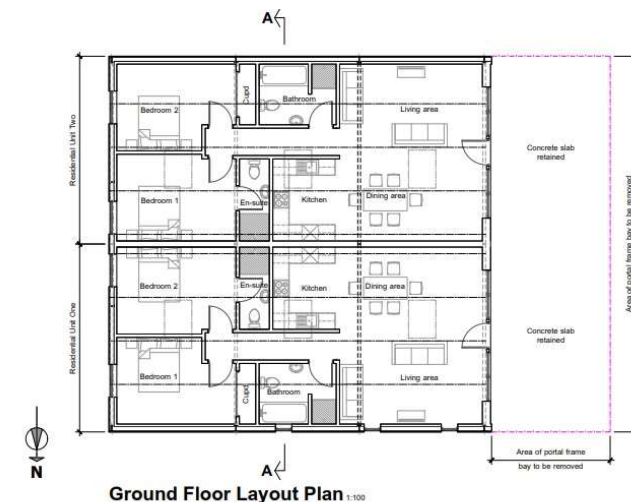 A
Residential Unit Two
Bedroom 2
Cupd
Bathroom
Living area
Concrete slab
retained
Bedroom 1
En-suite
Kitchen
Dining area
Area of portal frame bay to be removed
Residential Unit One
Bedroom 2
En-suite
Kitchen
Dining area
Concrete slab
retained
Bedroom 1
Cupd
Bathroom
Living area
N
A
Area of portal frame
bay to be removed
Ground Floor Layout Plan 1:100